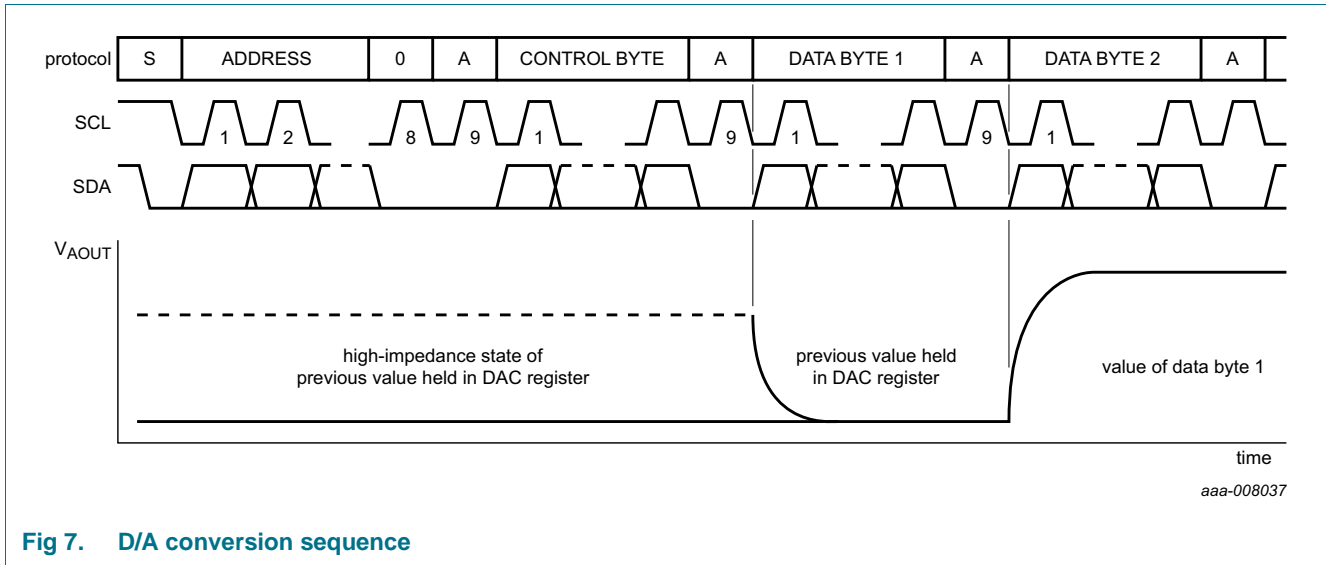 protocol S ADDRESS 0 A CONTROL BYTE A DATA BYTE 1 A DATA BYTE 2 A
SCL 1 2 8 9 1 9 1 9 1
SDA
VAOUT
high-impedance state of
previous value held in DAC register
previous value held
in DAC register
value of data byte 1
time
aaa-008037
Fig 7. D/A conversion sequence